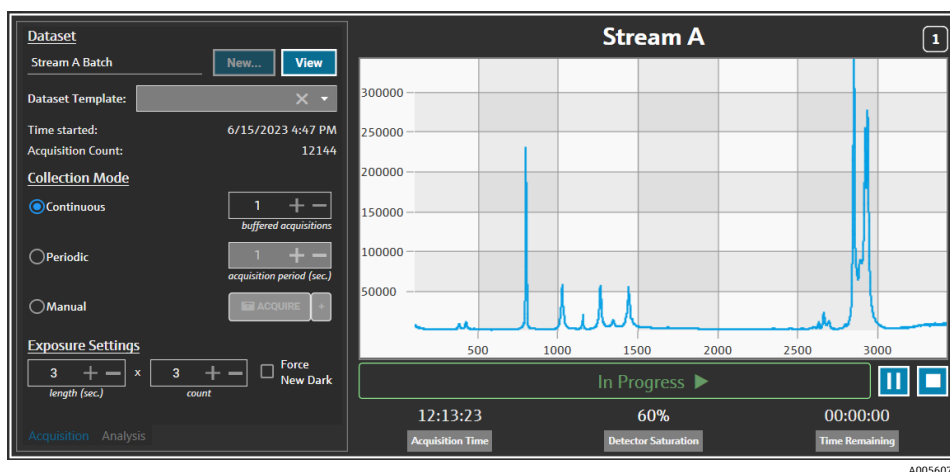 Dataset
Stream A Batch
New...
View
Dataset Template:
Time started:
6/15/2023 4:47 PM
Acquisition Count:
12144
Collection Mode
Continuous
1
buffered acquisitions
Periodic
1
acquisition period (sec.)
Manual
ACQUIRE
+
Exposure Settings
3
x
3
Force
New Dark
length (sec.)
count
Acquisition
Analysis
Stream A
1
300000
250000
200000
150000
100000
50000
500
1000
1500
2000
2500
3000
In Progress
12:13:23
60%
00:00:00
Acquisition Time
Detector Saturation
Time Remaining